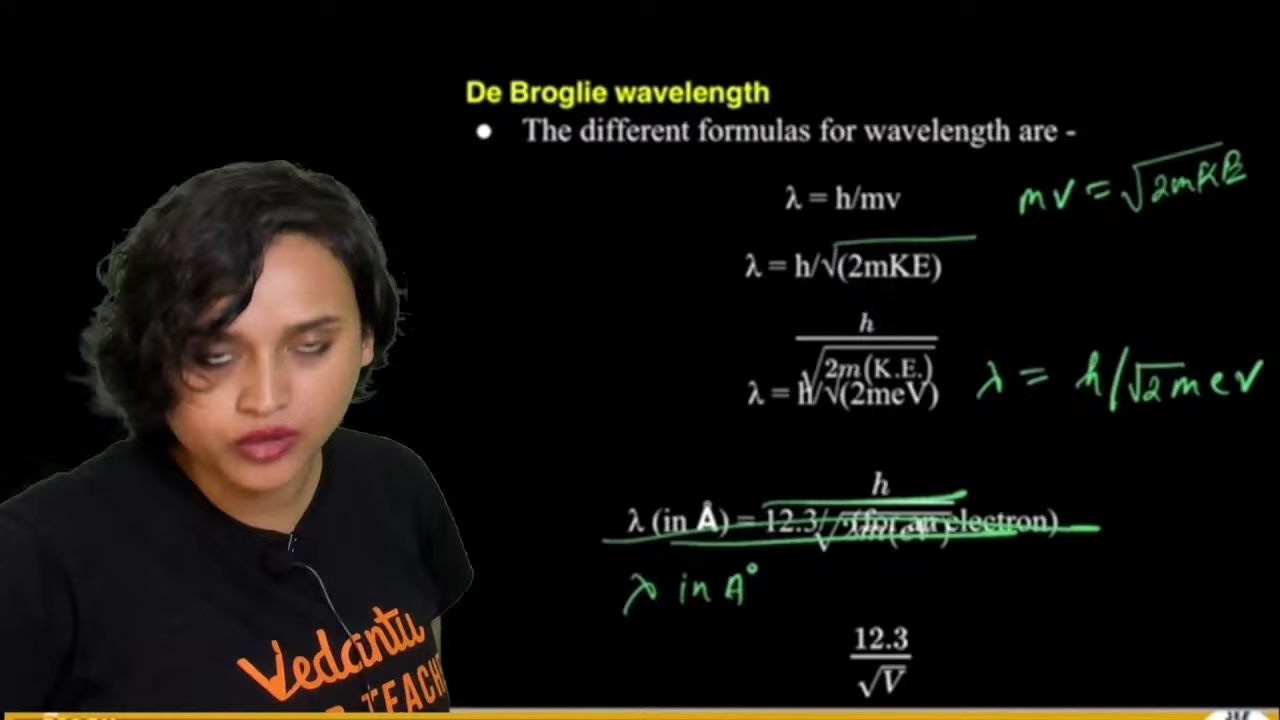 De Broglie wavelength
● The different formulas for wavelength are -
λ = h/mv
mv = √2mKE
λ = h/√(2mKE)
h
√2m(K.E.)
λ = h/√(2meV)
λ = h/√2meV
h
λ (in Å) = 12.3/√ (for an electron)
λ in A°
12.3
√V
Vedantu
TEACH